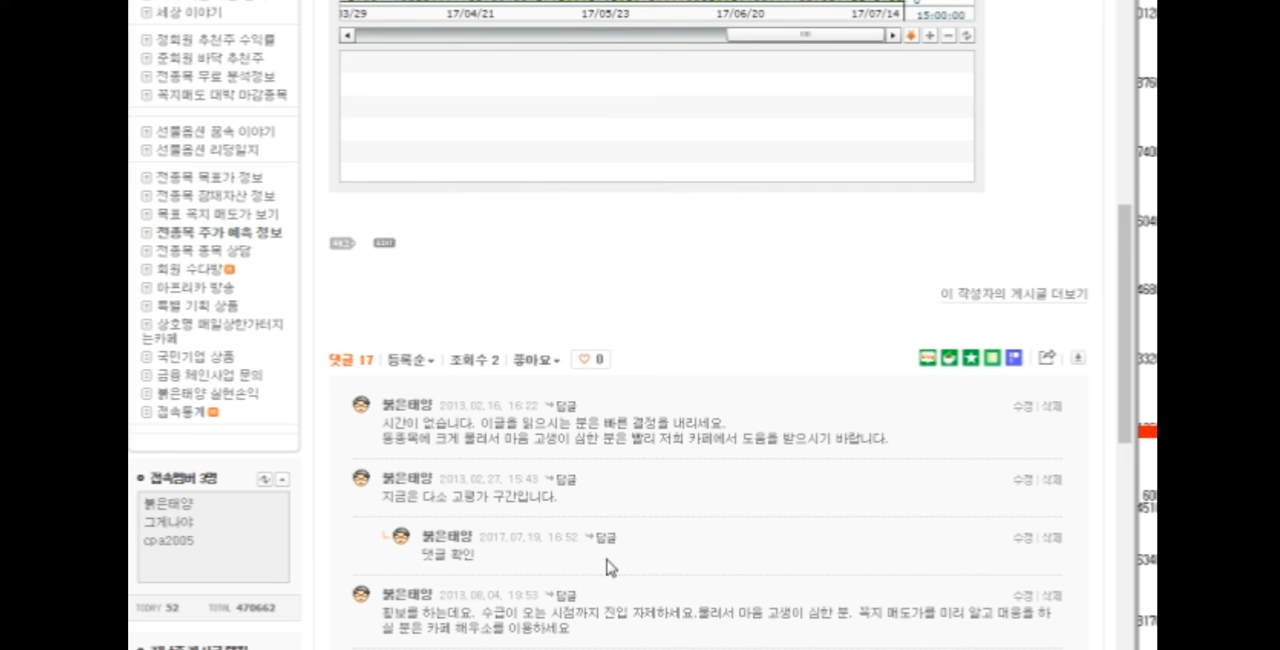 세상 이야기
정회원 추천주 수익률
준회원 바닥 추천주
전종목 무료 분석정보
꼭지매도 대박 마감종목
선물옵션 꿈속 이야기
선물옵션 리딩일지
전종목 목표가 정보
전종목 잠재자산 정보
목표 꼭지 매도가 보기
전종목 주가 예측 정보
전종목 종목 상담
회원 수다방
아프리카 방송
특별 기획 상품
상호명 매일상한가터지
는카페
국민기업 상품
금융 체인사업 문의
붉은태양 실현손익
접속통계
접속멤버 3명
붉은태양
그게나야
cpa2005
TODAY 52 TOTAL 470662
03/29 17/04/21 17/05/23 17/06/20 17/07/14 15:00:00
태그 EDIT
이 작성자의 게시글 더보기
댓글 17 등록순 조회수 2 좋아요 0
붉은태양 2013.02.16. 16:22 답글 수정 삭제
시간이 없습니다. 이글을 읽으시는 분은 빠른 결정을 내리세요.
동종목에 크게 물려서 마음 고생이 심한 분은 빨리 저희 카페에서 도움을 받으시기 바랍니다.
붉은태양 2013.02.27. 15:43 답글 수정 삭제
지금은 다소 고평가 구간입니다.
붉은태양 2017.07.19. 16:52 답글 수정 삭제
댓글 확인
붉은태양 2013.08.04. 19:53 답글 수정 삭제
횡보를 하는데요. 수급이 오는 시점까지 진입 자제하세요.물려서 마음 고생이 심한 분. 꼭지 매도가를 미리 알고 대응을 하
실 분은 카페 해우소를 이용하세요